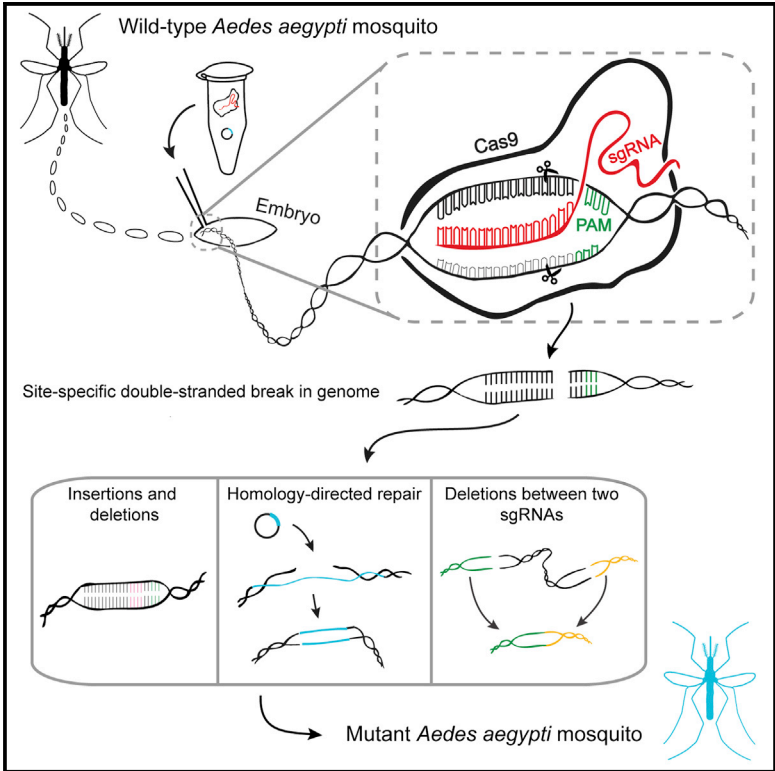 Wild-type Aedes aegypti mosquito
Cas9
sgRNA
Embryo
PAM
Site-specific double-stranded break in genome
Insertions and
deletions
Homology-directed repair
Deletions between two
sgRNAs
Mutant Aedes aegypti mosquito